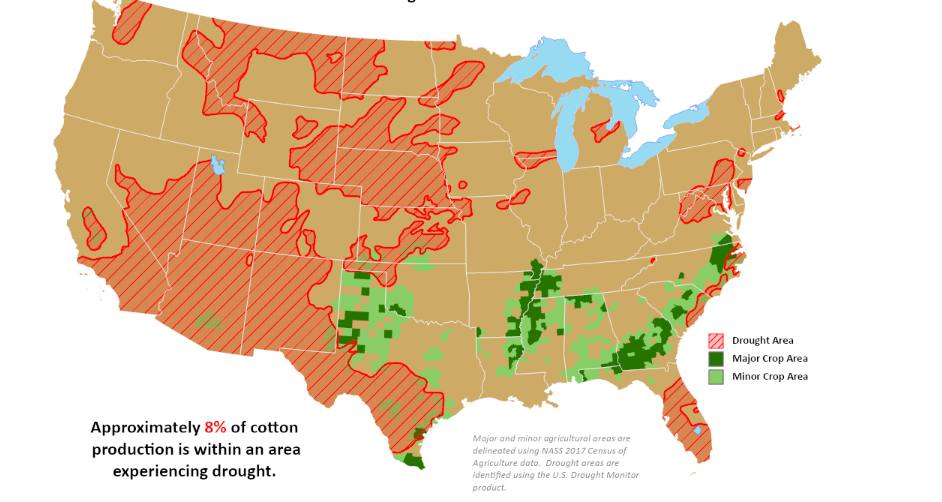 Drought Area
Major Crop Area
Minor Crop Area
Approximately 8% of cotton
production is within an area
experiencing drought.
Major and minor agricultural areas are
delineated using NASS 2017 Census of
Agriculture data.  Drought areas are
identified using the U.S. Drought Monitor
product.